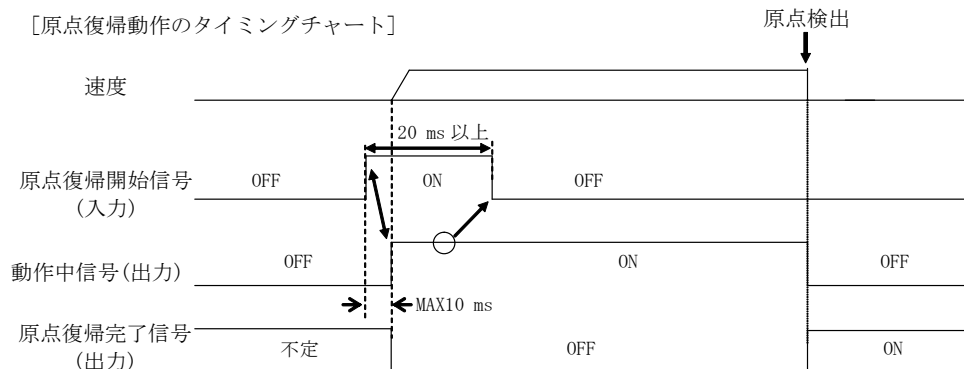 [原点復帰動作のタイミングチャート]
原点検出
速度
20 ms 以上
原点復帰開始信号
(入力)
OFF
ON
OFF
動作中信号(出力)
OFF
ON
OFF
MAX10 ms
原点復帰完了信号
(出力)
不定
OFF
ON